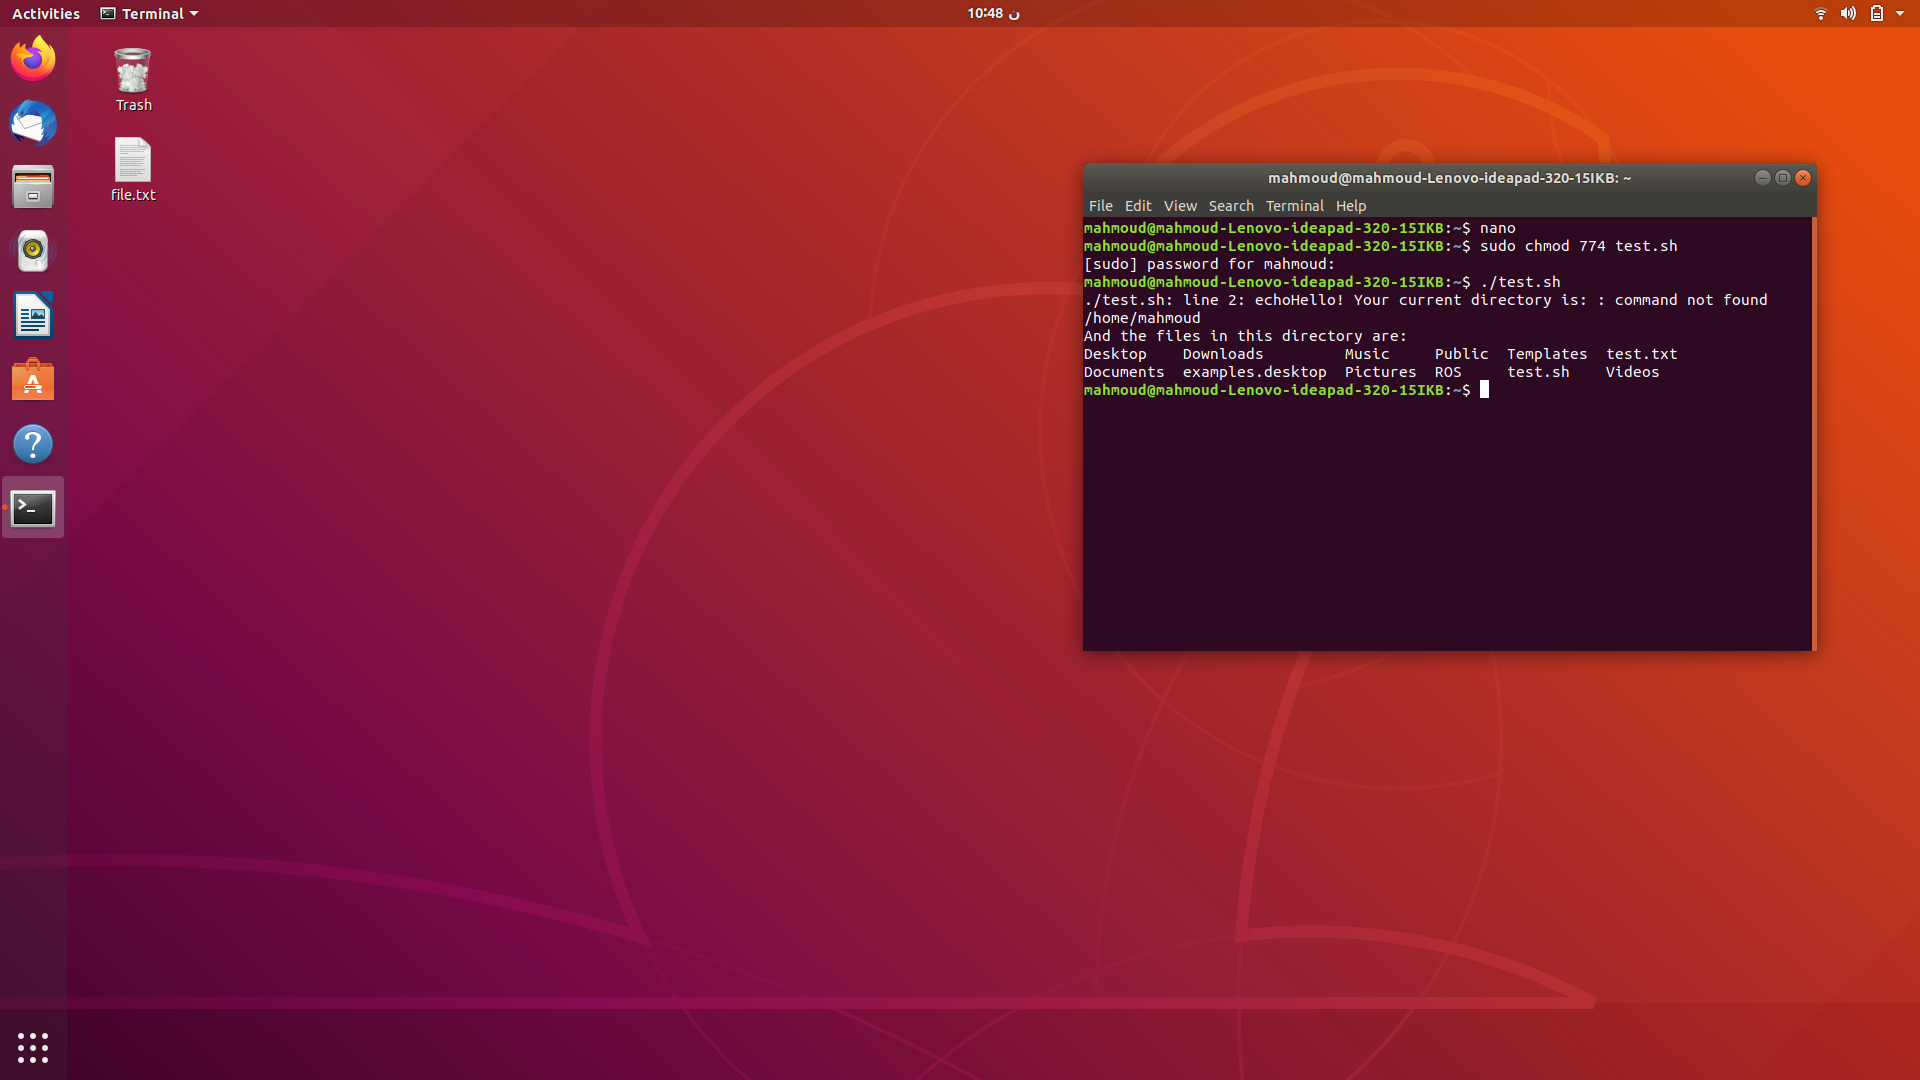 Activities Terminal 10:48 ن
Trash
file.txt
mahmoud@mahmoud-Lenovo-ideapad-320-15IKB: ~
File Edit View Search Terminal Help
mahmoud@mahmoud-Lenovo-ideapad-320-15IKB:~$ nano
mahmoud@mahmoud-Lenovo-ideapad-320-15IKB:~$ sudo chmod 774 test.sh
[sudo] password for mahmoud:
mahmoud@mahmoud-Lenovo-ideapad-320-15IKB:~$ ./test.sh
./test.sh: line 2: echoHello! Your current directory is: : command not found
/home/mahmoud
And the files in this directory are:
Desktop Downloads Music Public Templates test.txt
Documents examples.desktop Pictures ROS test.sh Videos
mahmoud@mahmoud-Lenovo-ideapad-320-15IKB:~$